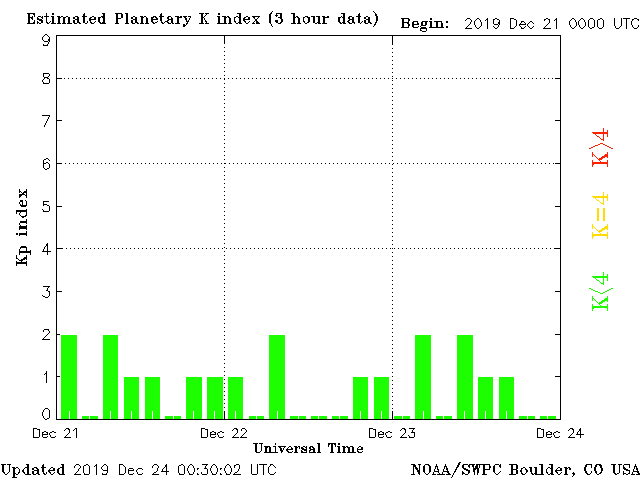 Estimated Planetary K index (3 hour data) Begin: 2019 Dec 21 0000 UTC
9
8
7
6
5
4
3
2
1
0
Kp index
K>4
K=4
K<4
Dec 21 Dec 22 Dec 23 Dec 24
Universal Time
Updated 2019 Dec 24 00:30:02 UTC NOAA/SWPC Boulder, CO USA